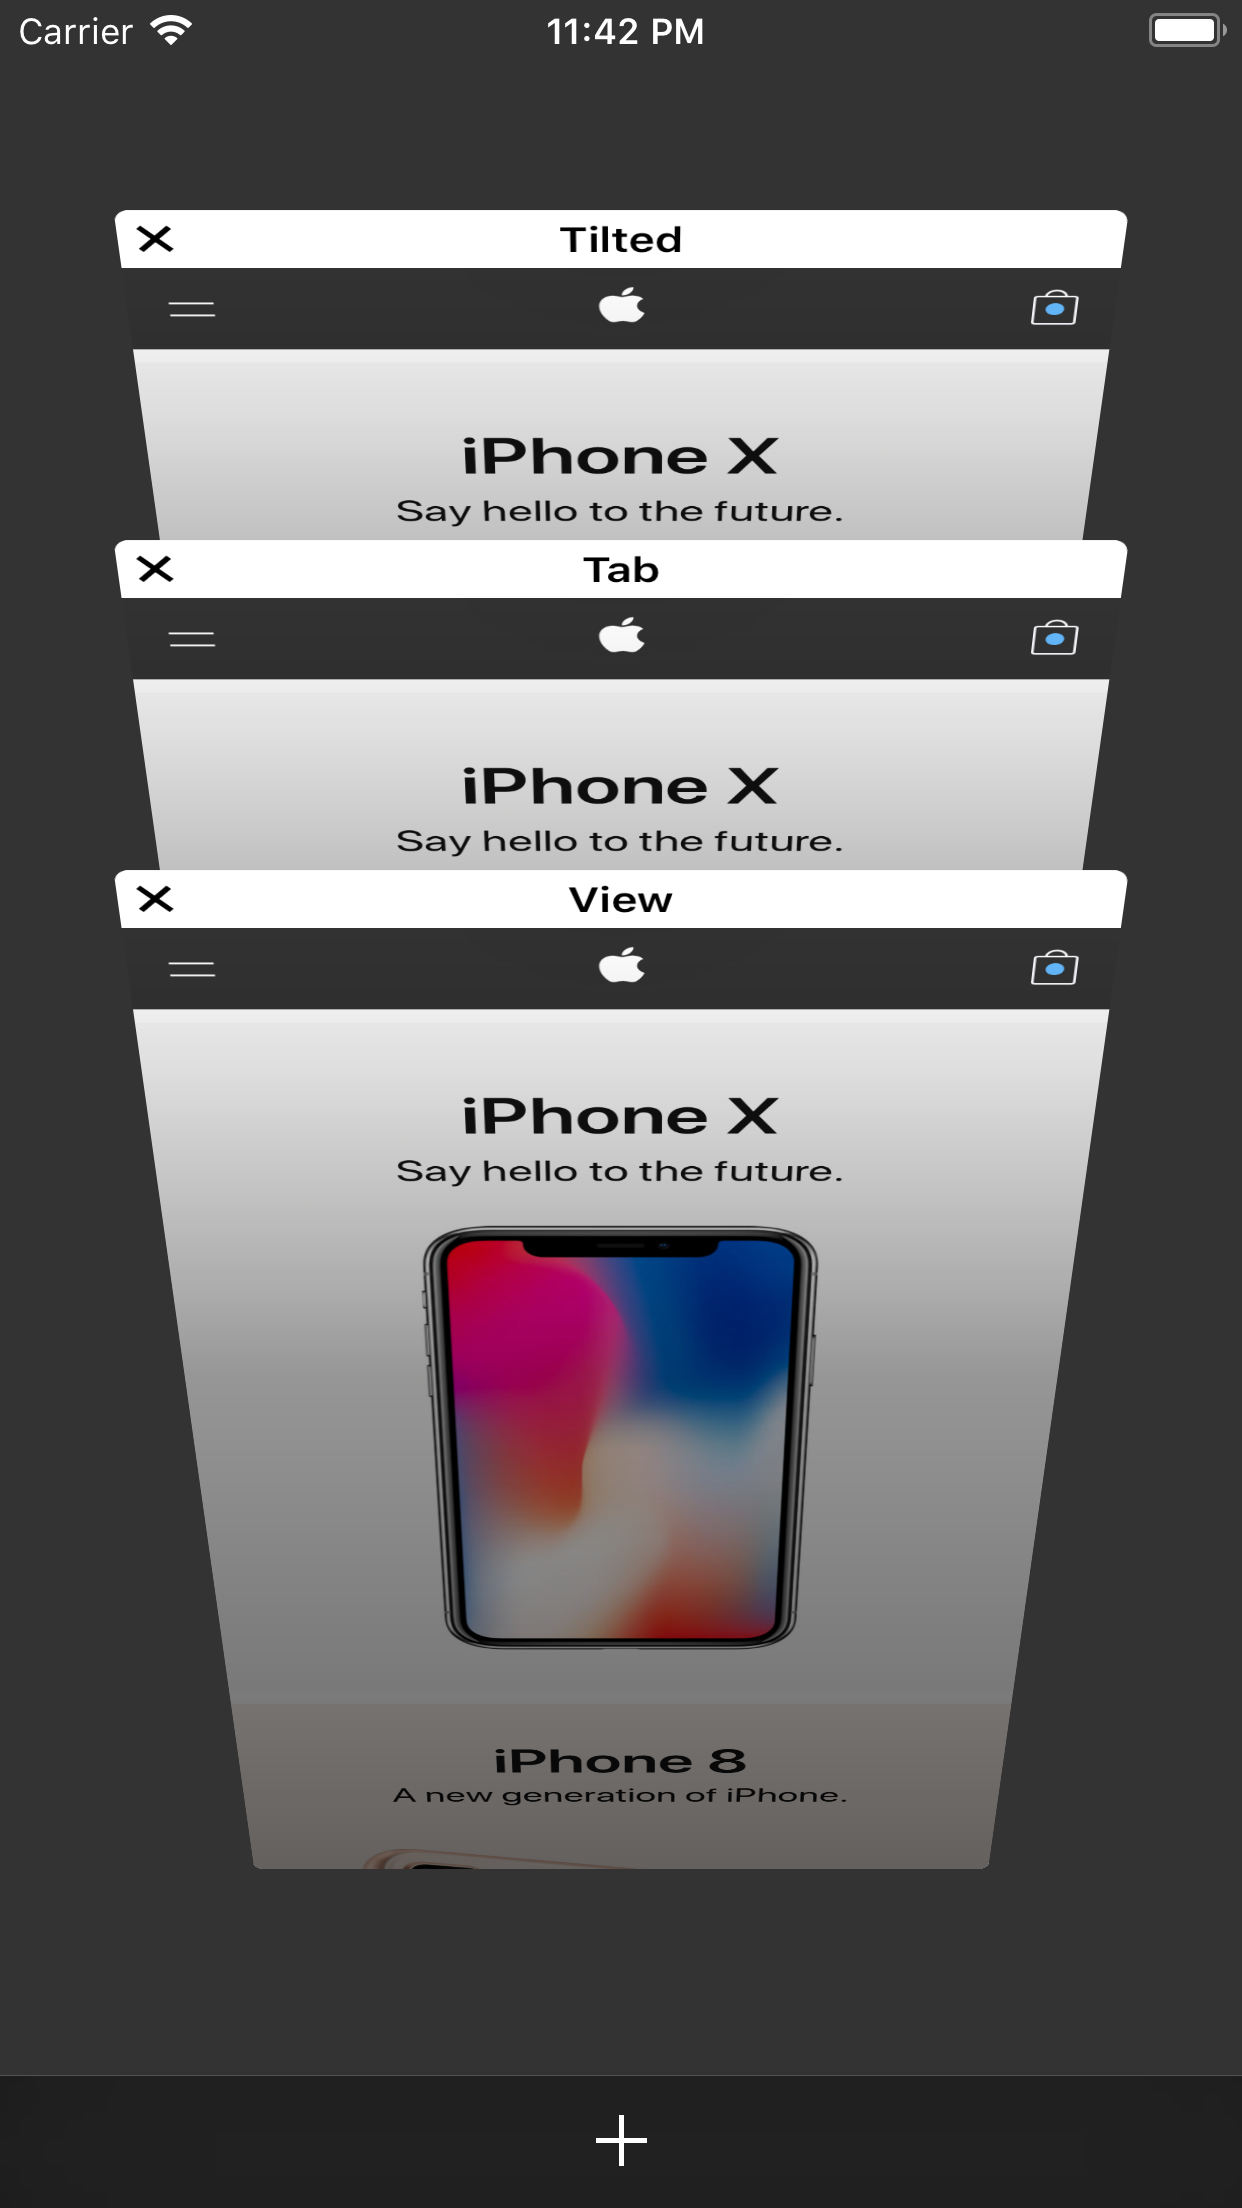 Carrier 11:42 PM
Tilted
iPhone X
Say hello to the future.
Tab
iPhone X
Say hello to the future.
View
iPhone X
Say hello to the future.
iPhone 8
A new generation of iPhone.